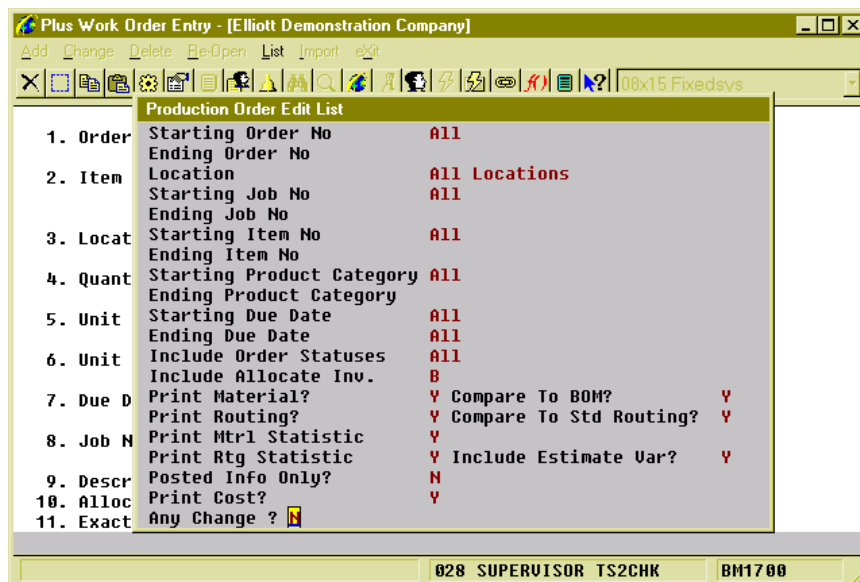 Plus Work Order Entry - [Elliott Demonstration Company]
Add Change Delete Re-Open List Import eXit
08x15 Fixedsys
Production Order Edit List
1. Order
2. Item
3. Locat
4. Quant
5. Unit
6. Unit
7. Due D
8. Job N
9. Descr
10. Alloc
11. Exact
Starting Order No All
Ending Order No
Location All Locations
Starting Job No All
Ending Job No
Starting Item No All
Ending Item No
Starting Product Category All
Ending Product Category
Starting Due Date All
Ending Due Date All
Include Order Statuses All
Include Allocate Inv. B
Print Material? Y Compare To BOM? Y
Print Routing? Y Compare To Std Routing? Y
Print Mtrl Statistic Y
Print Rtg Statistic Y Include Estimate Var? Y
Posted Info Only? N
Print Cost? Y
Any Change ? N
028 SUPERVISOR TS2CHK BM1700